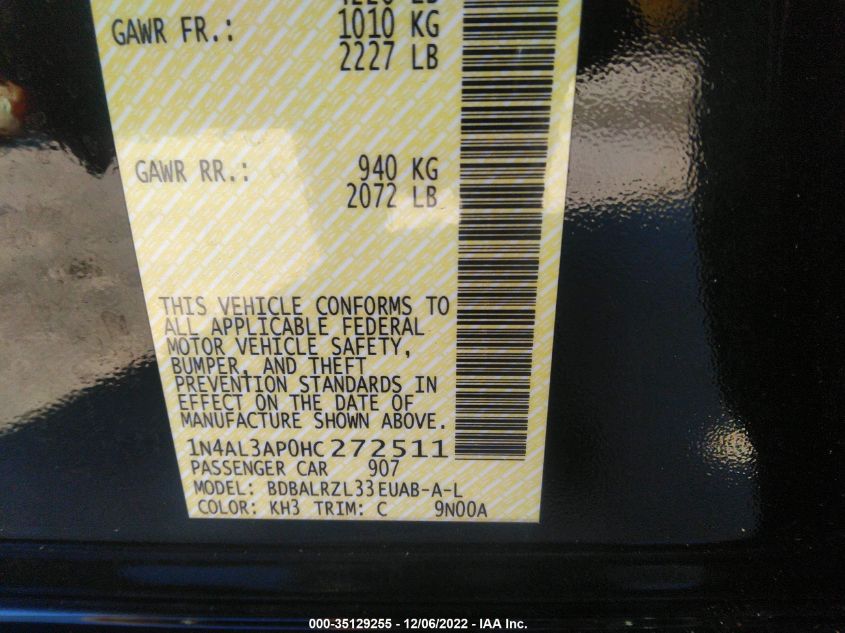 GAWR FR.: 1010 KG
2227 LB
GAWR RR.: 940 KG
2072 LB
THIS VEHICLE CONFORMS TO
ALL APPLICABLE FEDERAL
MOTOR VEHICLE SAFETY,
BUMPER, AND THEFT
PREVENTION STANDARDS IN
EFFECT ON THE DATE OF
MANUFACTURE SHOWN ABOVE.
1N4AL3AP0HC272511
PASSENGER CAR 907
MODEL: BDBALRZL33EUAB-A-L
COLOR: KH3 TRIM: C 9N00A
000-35129255 - 12/06/2022 - IAA Inc.